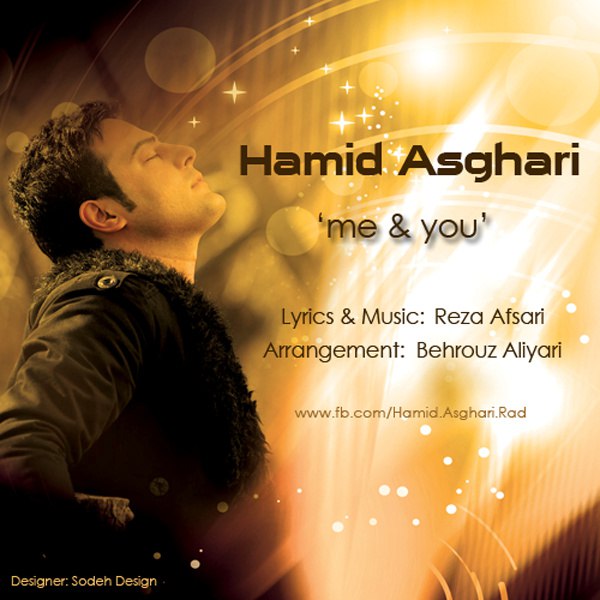 Hamid Asghari
‘me & you’
Lyrics & Music: Reza Afsari
Arrangement: Behrouz Aliyari
www.fb.com/Hamid.Asghari.Rad
Designer: Sodeh Design